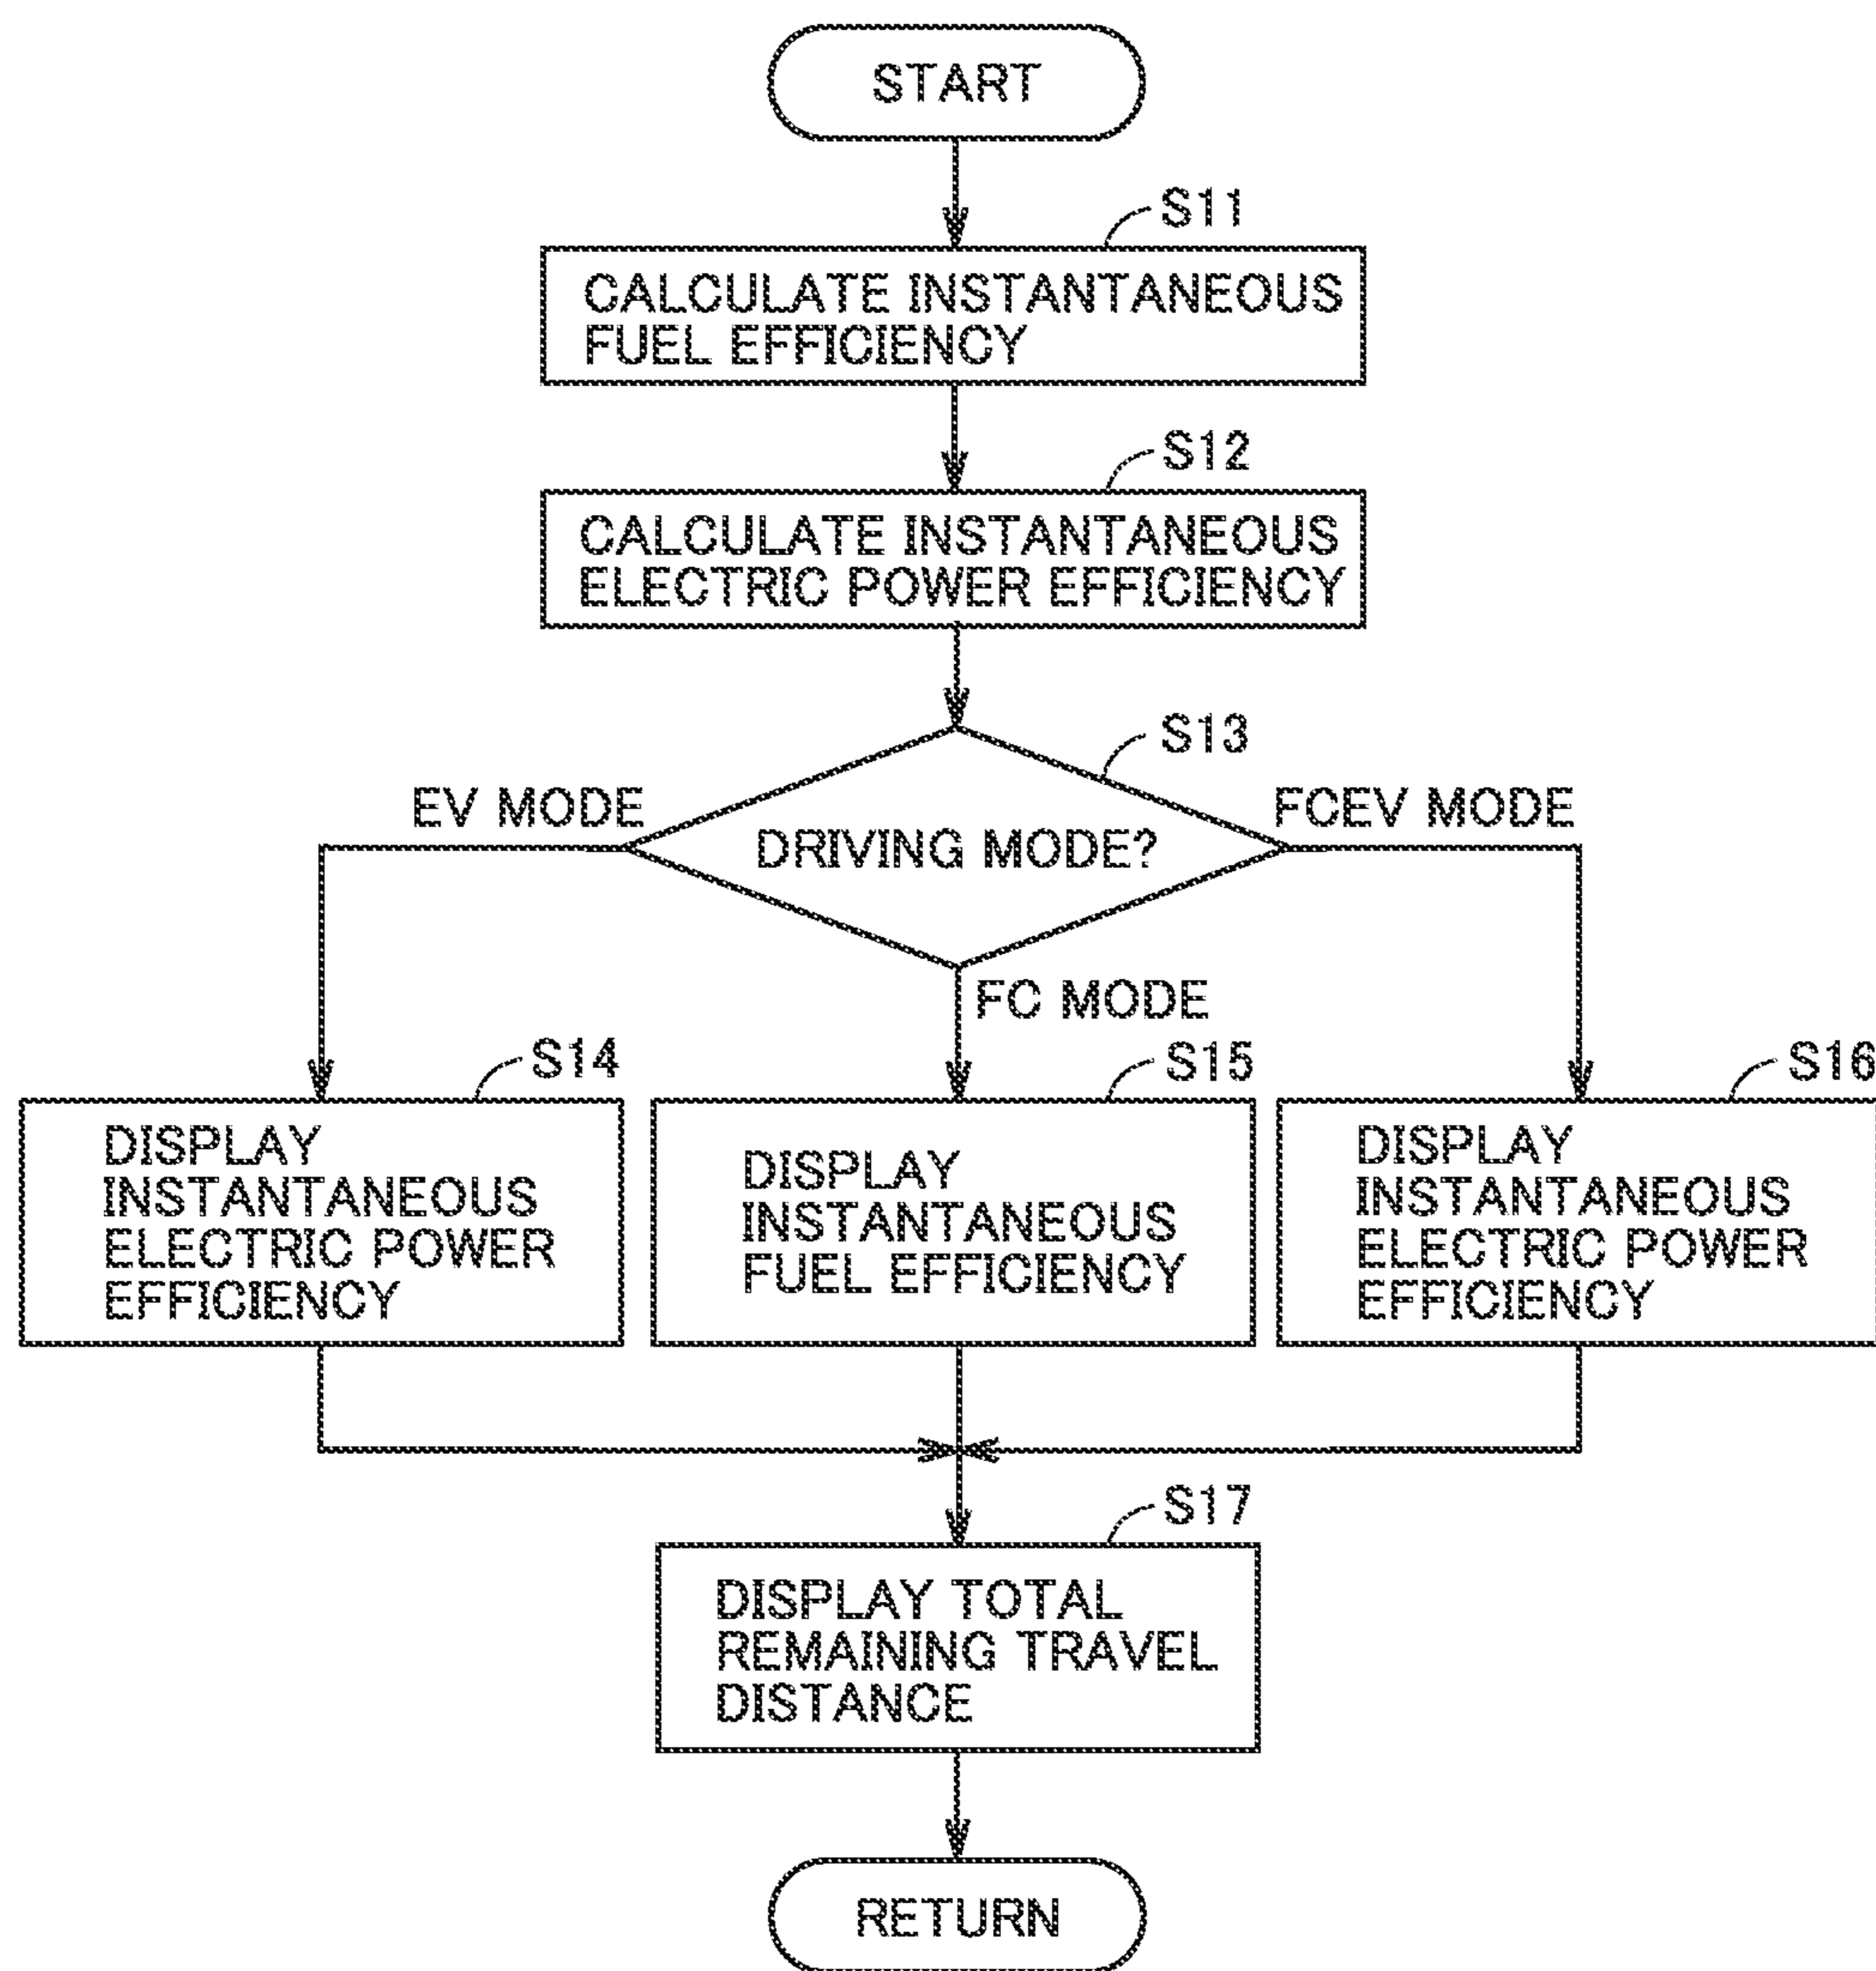 START
S11
CALCULATE INSTANTANEOUS
FUEL EFFICIENCY
S12
CALCULATE INSTANTANEOUS
ELECTRIC POWER EFFICIENCY
S13
EV MODE
DRIVING MODE?
FCEV MODE
FC MODE
S14
DISPLAY
INSTANTANEOUS
ELECTRIC POWER
EFFICIENCY
S15
DISPLAY
INSTANTANEOUS
FUEL EFFICIENCY
S16
DISPLAY
INSTANTANEOUS
ELECTRIC POWER
EFFICIENCY
S17
DISPLAY TOTAL
REMAINING TRAVEL
DISTANCE
RETURN